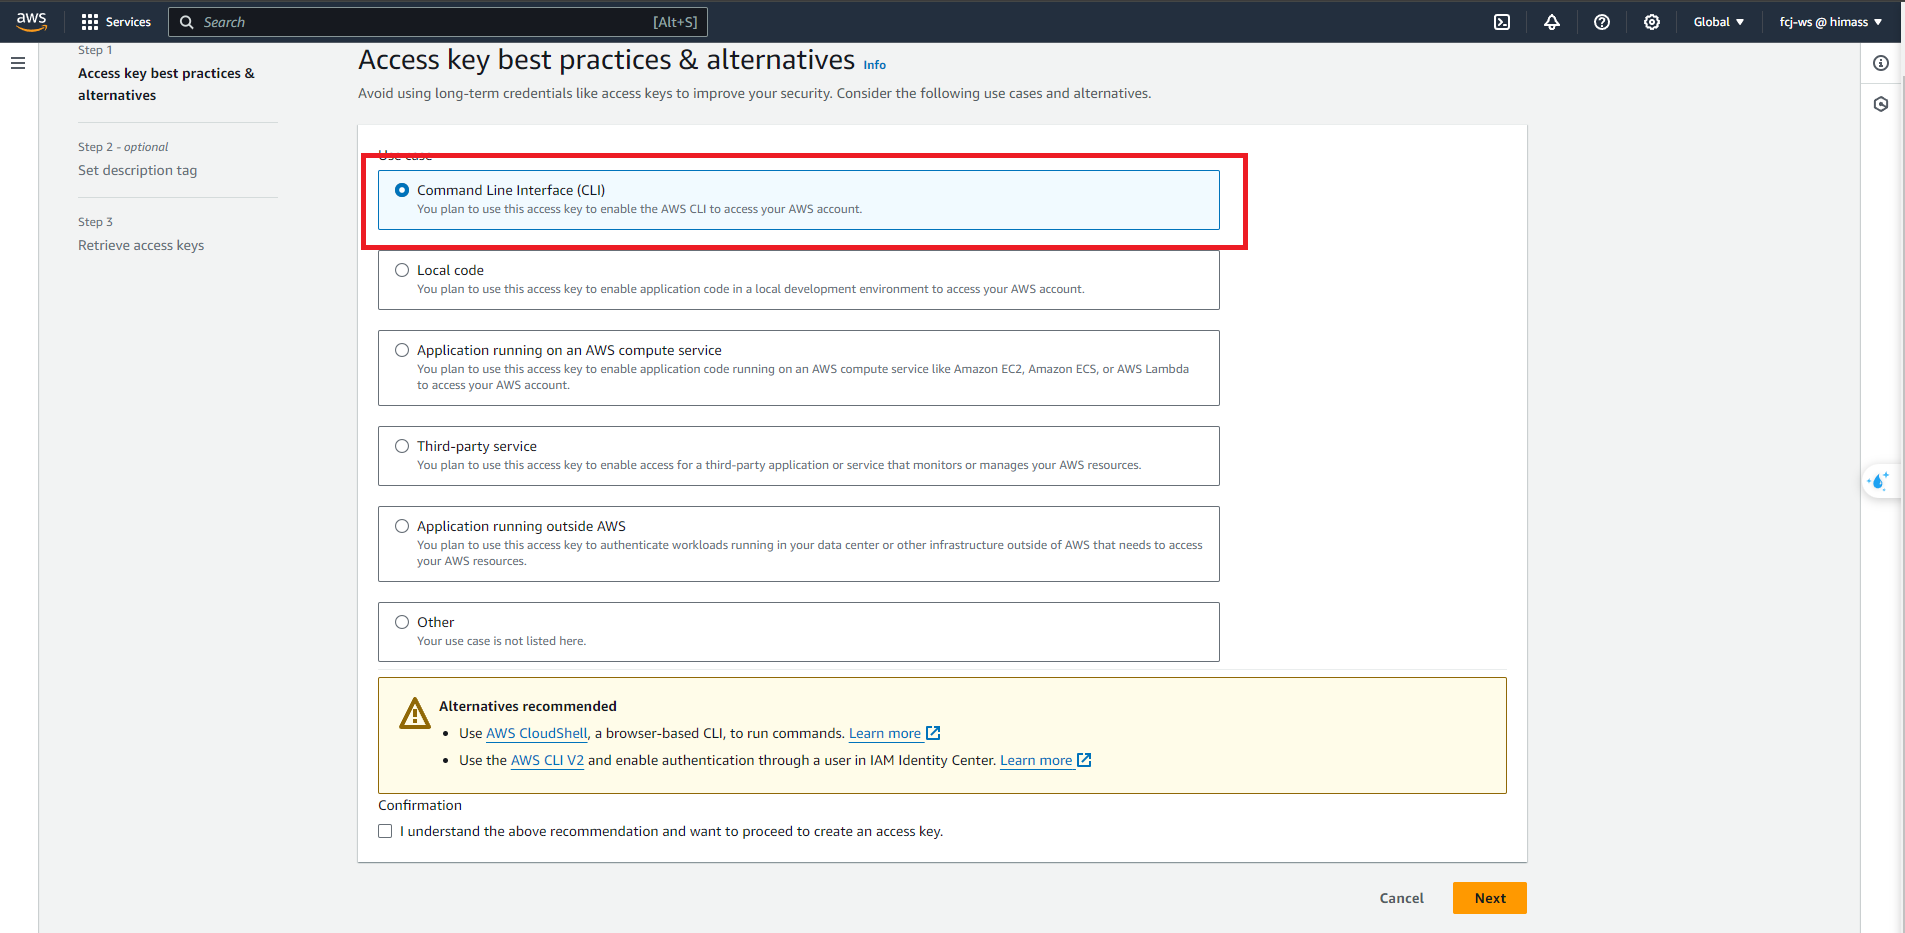 aws
Services
Search
[Alt+S]
Global
fcj-ws @ himass
Step 1
Access key best practices &
alternatives
Step 2 - optional
Set description tag
Step 3
Retrieve access keys
Access key best practices & alternatives Info
Avoid using long-term credentials like access keys to improve your security. Consider the following use cases and alternatives.
Use case
Command Line Interface (CLI)
You plan to use this access key to enable the AWS CLI to access your AWS account.
Local code
You plan to use this access key to enable application code in a local development environment to access your AWS account.
Application running on an AWS compute service
You plan to use this access key to enable application code running on an AWS compute service like Amazon EC2, Amazon ECS, or AWS Lambda
to access your AWS account.
Third-party service
You plan to use this access key to enable access for a third-party application or service that monitors or manages your AWS resources.
Application running outside AWS
You plan to use this access key to authenticate workloads running in your data center or other infrastructure outside of AWS that needs to access
your AWS resources.
Other
Your use case is not listed here.
Alternatives recommended
• Use AWS CloudShell, a browser-based CLI, to run commands. Learn more
• Use the AWS CLI V2 and enable authentication through a user in IAM Identity Center. Learn more
Confirmation
I understand the above recommendation and want to proceed to create an access key.
Cancel
Next